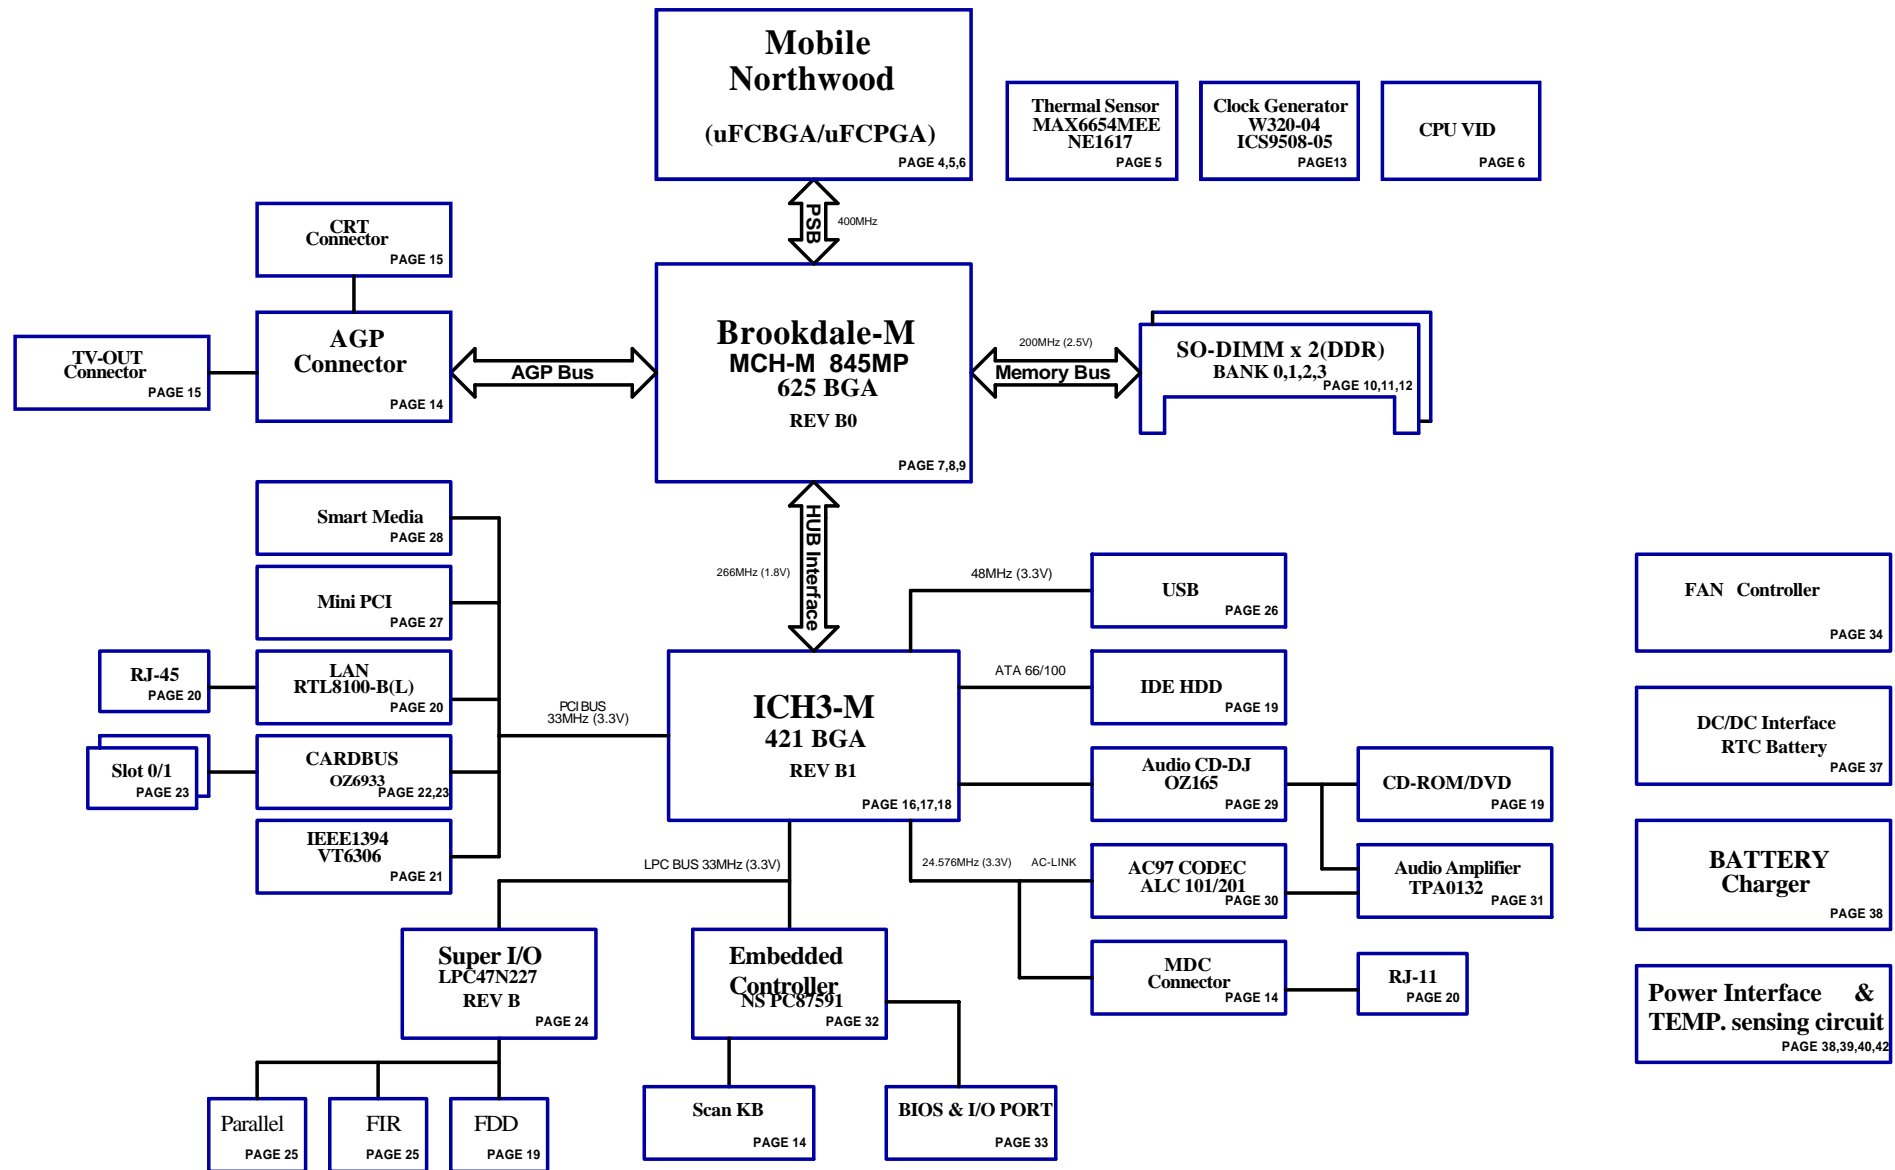 Mobile
Northwood
(uFCBGA/uFCPGA)
PAGE 4,5,6
Thermal Sensor
MAX6654MEE
NE1617
PAGE 5
Clock Generator
W320-04
ICS9508-05
PAGE13
CPU VID
PAGE 6
PSB
400MHz
CRT
Connector
PAGE 15
TV-OUT
Connector
PAGE 15
AGP
Connector
PAGE 14
AGP Bus
Brookdale-M
MCH-M 845MP
625 BGA
REV B0
PAGE 7,8,9
200MHz (2.5V)
Memory Bus
SO-DIMM x 2(DDR)
BANK 0,1,2,3
PAGE 10,11,12
HUB Interface
266MHz (1.8V)
Smart Media
PAGE 28
Mini PCI
PAGE 27
RJ-45
PAGE 20
LAN
RTL8100-B(L)
PAGE 20
Slot 0/1
PAGE 23
CARDBUS
OZ6933
PAGE 22,23
IEEE1394
VT6306
PAGE 21
PCI BUS
33MHz (3.3V)
ICH3-M
421 BGA
REV B1
PAGE 16,17,18
48MHz (3.3V)
USB
PAGE 26
ATA 66/100
IDE HDD
PAGE 19
Audio CD-DJ
OZ165
PAGE 29
CD-ROM/DVD
PAGE 19
24.576MHz (3.3V)
AC-LINK
AC97 CODEC
ALC 101/201
PAGE 30
Audio Amplifier
TPA0132
PAGE 31
MDC
Connector
PAGE 14
RJ-11
PAGE 20
LPC BUS 33MHz (3.3V)
Super I/O
LPC47N227
REV B
PAGE 24
Embedded
Controller
NS PC87591
PAGE 32
Parallel
PAGE 25
FIR
PAGE 25
FDD
PAGE 19
Scan KB
PAGE 14
BIOS & I/O PORT
PAGE 33
FAN Controller
PAGE 34
DC/DC Interface
RTC Battery
PAGE 37
BATTERY
Charger
PAGE 38
Power Interface &
TEMP. sensing circuit
PAGE 38,39,40,42